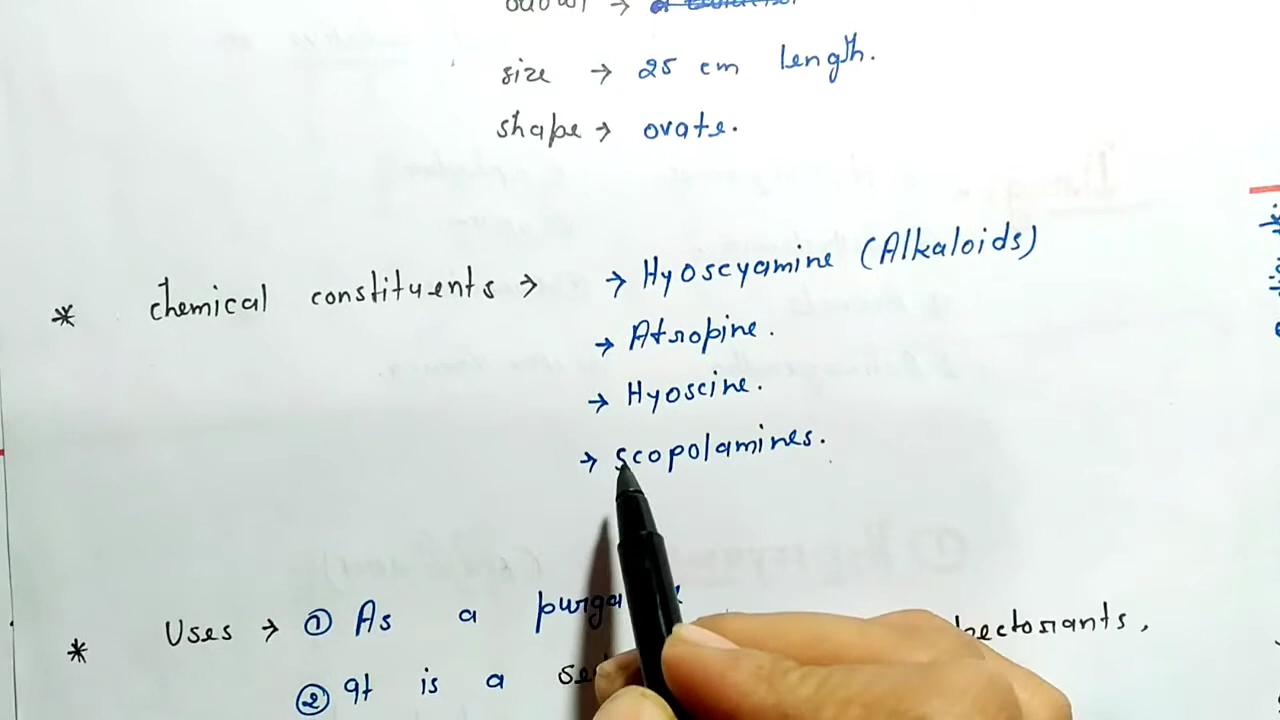 size → 25 cm length.
shape → ovate.
* chemical constituents → → Hyoscyamine (Alkaloids)
→ Atropine.
→ Hyoscine.
→ scopolamines.
* Uses → ① As a
② It is a